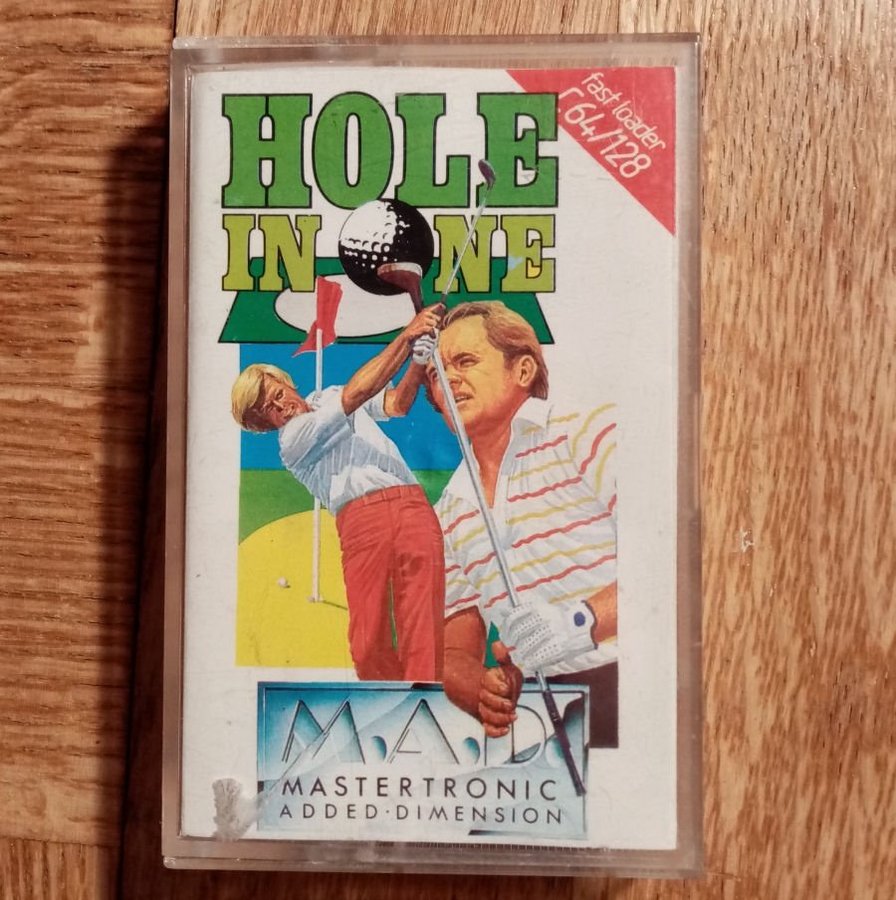 HOLE
IN ONE
fast loader
C64/128
M.A.D.
MASTERTRONIC
ADDED·DIMENSION